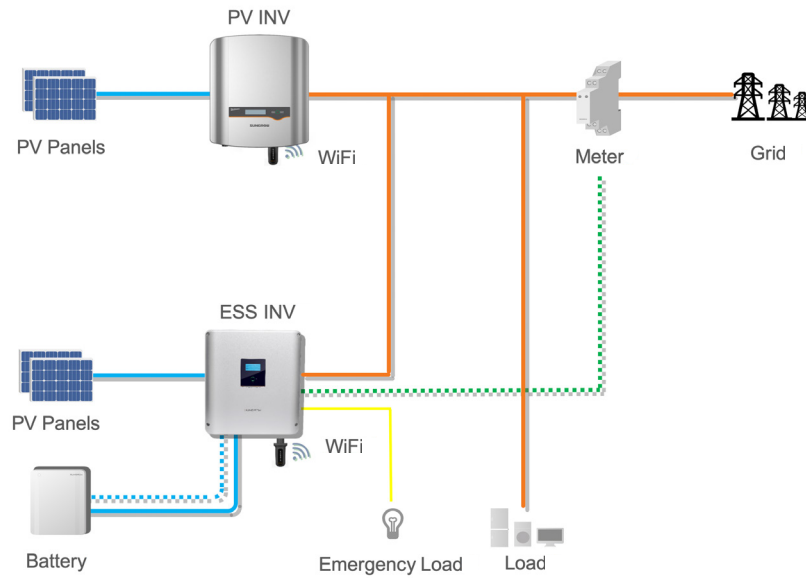 PV INV
PV Panels
WiFi
Meter
Grid
ESS INV
PV Panels
WiFi
Battery
Emergency Load
Load